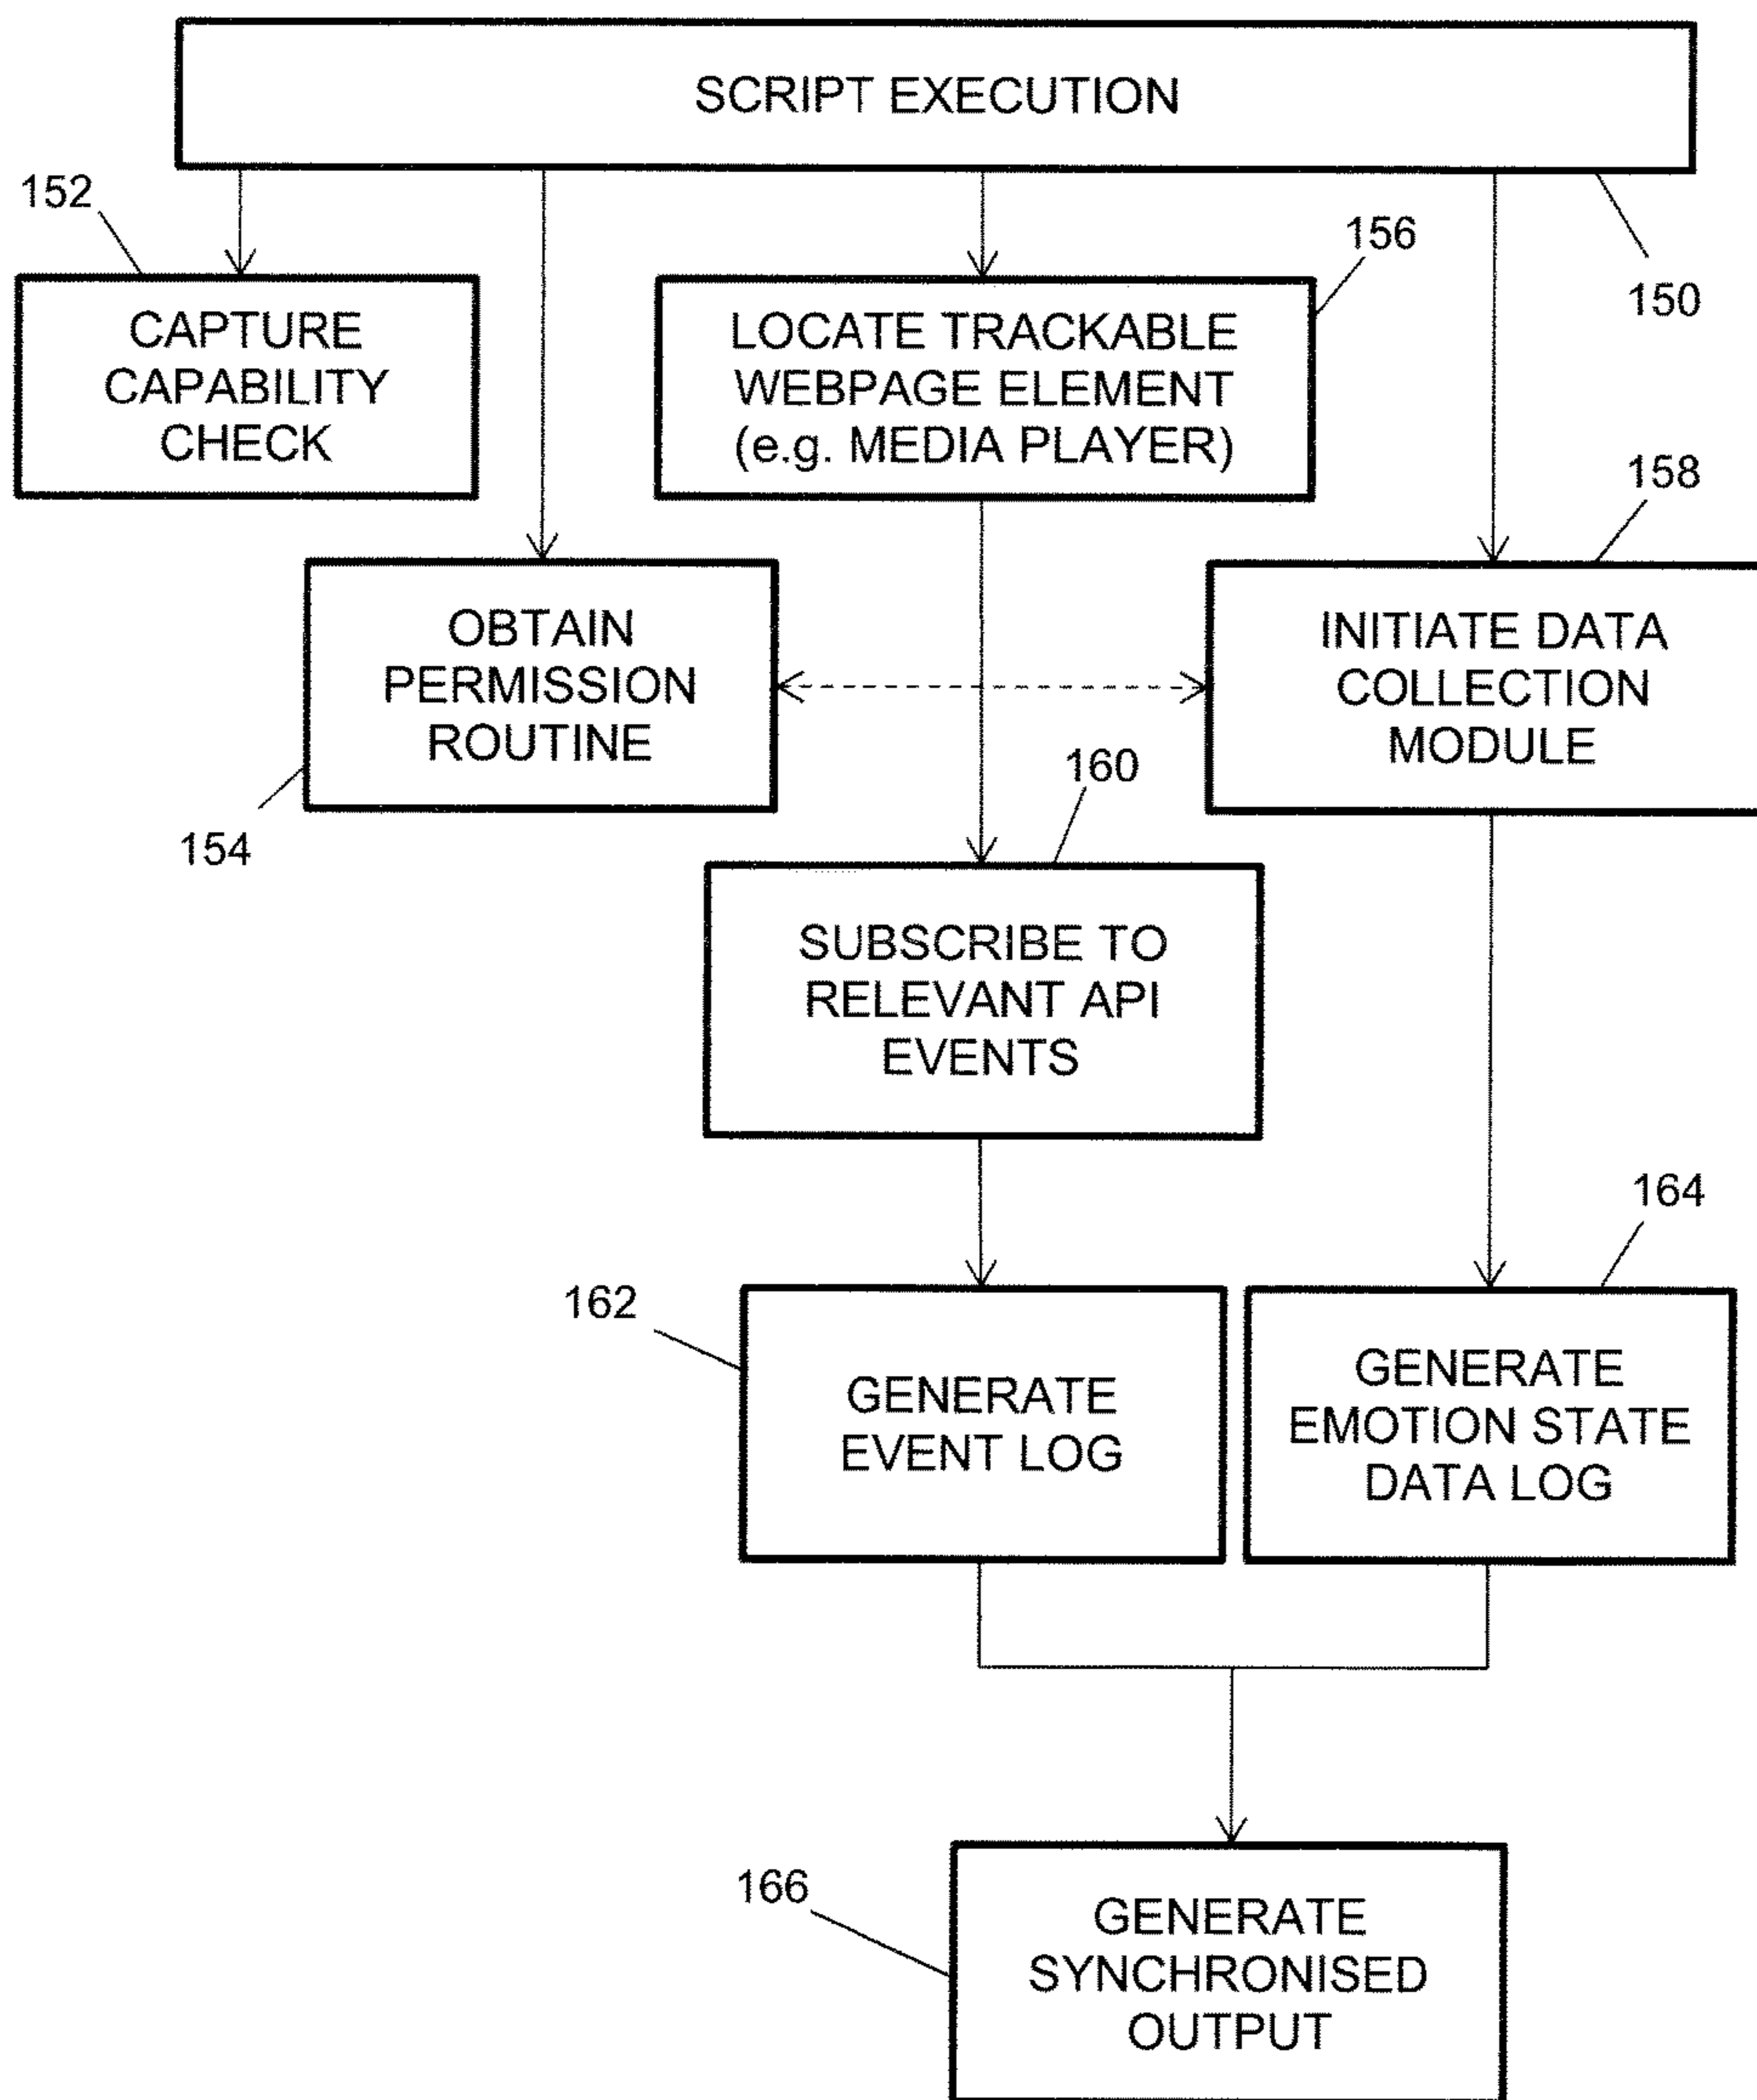 SCRIPT EXECUTION
152
156
150
CAPTURE
CAPABILITY
CHECK
LOCATE TRACKABLE
WEBPAGE ELEMENT
(e.g. MEDIA PLAYER)
158
OBTAIN
PERMISSION
ROUTINE
INITIATE DATA
COLLECTION
MODULE
160
154
SUBSCRIBE TO
RELEVANT API
EVENTS
164
162
GENERATE
EVENT LOG
GENERATE
EMOTION STATE
DATA LOG
166
GENERATE
SYNCHRONISED
OUTPUT